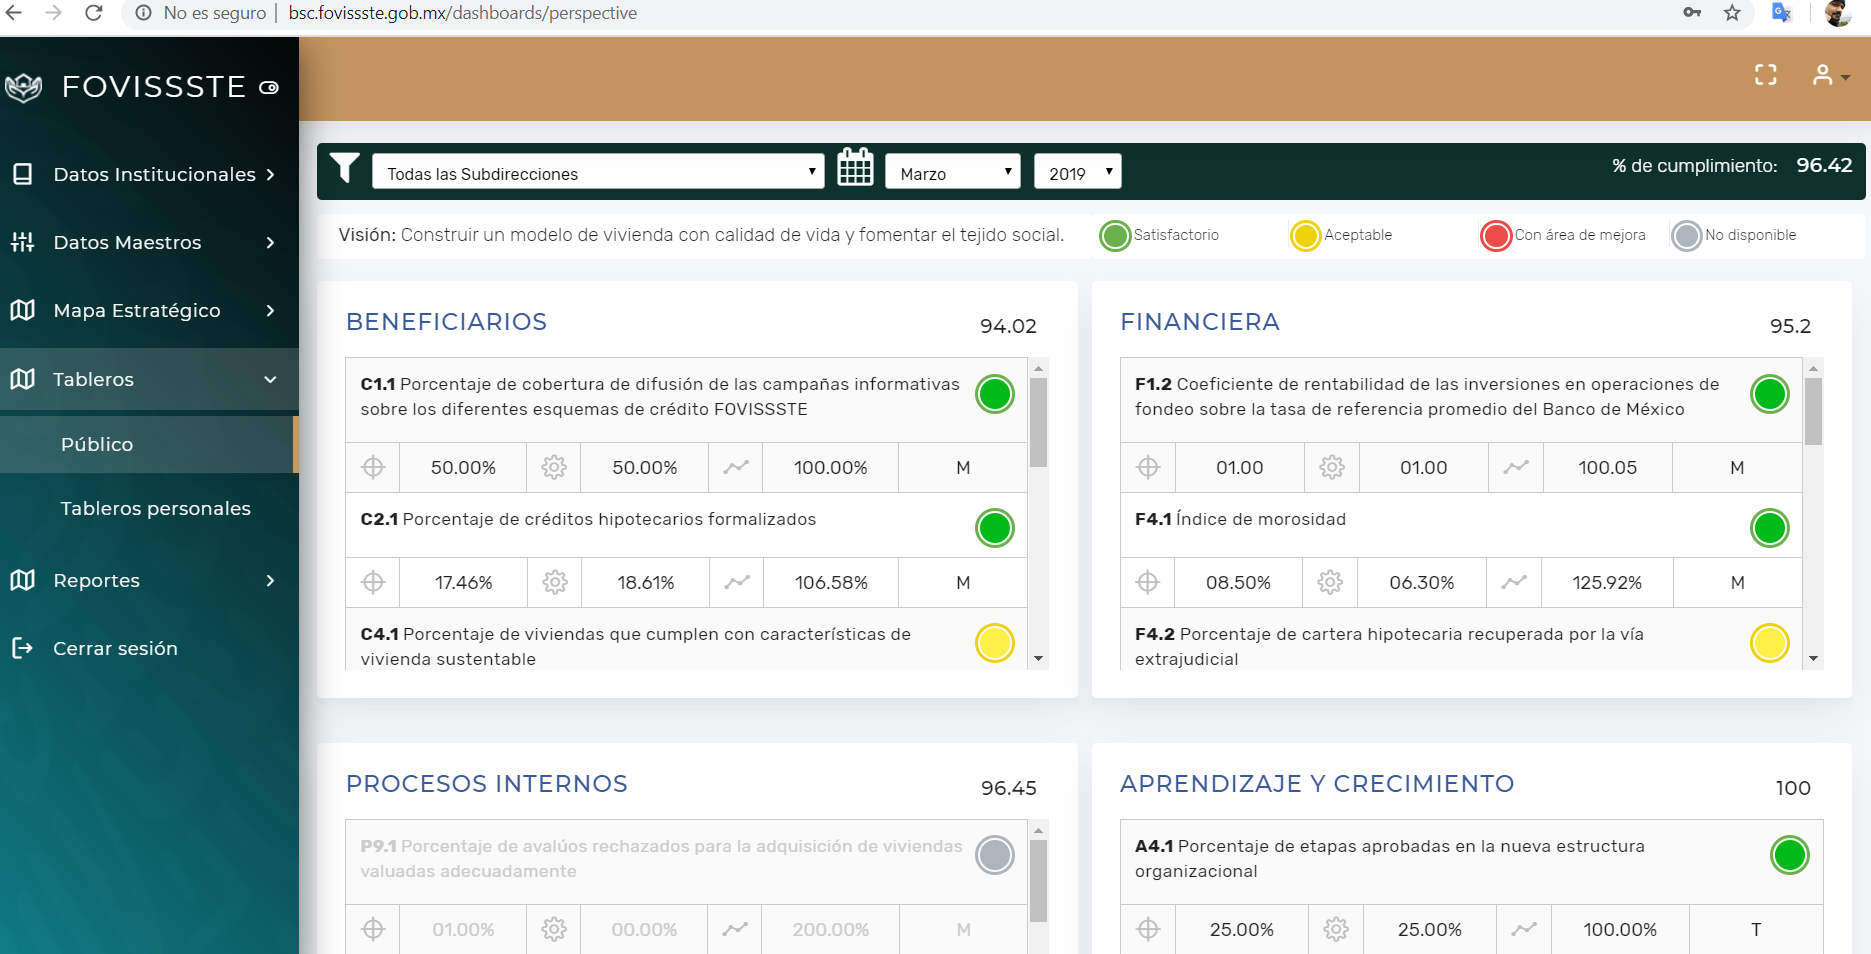 No es seguro | bsc.fovissste.gob.mx/dashboards/perspective
FOVISSSTE
Datos Institucionales
Datos Maestros
Mapa Estratégico
Tableros
Público
Tableros personales
Reportes
Cerrar sesión
Todas las Subdirecciones
Marzo
2019
% de cumplimiento: 96.42
Visión: Construir un modelo de vivienda con calidad de vida y fomentar el tejido social.
Satisfactorio
Aceptable
Con área de mejora
No disponible
BENEFICIARIOS
94.02
C1.1 Porcentaje de cobertura de difusión de las campañas informativas
sobre los diferentes esquemas de crédito FOVISSSTE
50.00% 50.00% 100.00% M
C2.1 Porcentaje de créditos hipotecarios formalizados
17.46% 18.61% 106.58% M
C4.1 Porcentaje de viviendas que cumplen con características de
vivienda sustentable
FINANCIERA
95.2
F1.2 Coeficiente de rentabilidad de las inversiones en operaciones de
fondeo sobre la tasa de referencia promedio del Banco de México
01.00 01.00 100.05 M
F4.1 Índice de morosidad
08.50% 06.30% 125.92% M
F4.2 Porcentaje de cartera hipotecaria recuperada por la vía
extrajudicial
PROCESOS INTERNOS
96.45
P9.1 Porcentaje de avalúos rechazados para la adquisición de viviendas
valuadas adecuadamente
01.00% 00.00% 200.00% M
APRENDIZAJE Y CRECIMIENTO
100
A4.1 Porcentaje de etapas aprobadas en la nueva estructura
organizacional
25.00% 25.00% 100.00% T